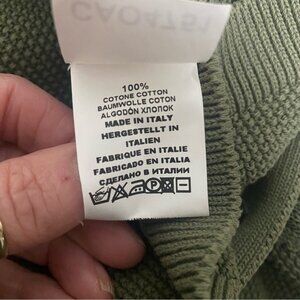 100%
COTONE COTTON
BAUMWOLLE COTON
ALGODÓN ХЛОПОК
MADE IN ITALY
HERGESTELLT IN
ITALIEN
FABRIQUE EN ITALIE
FABRICADO EN ITALIA
СДЕЛАНО В ИТАЛИИ